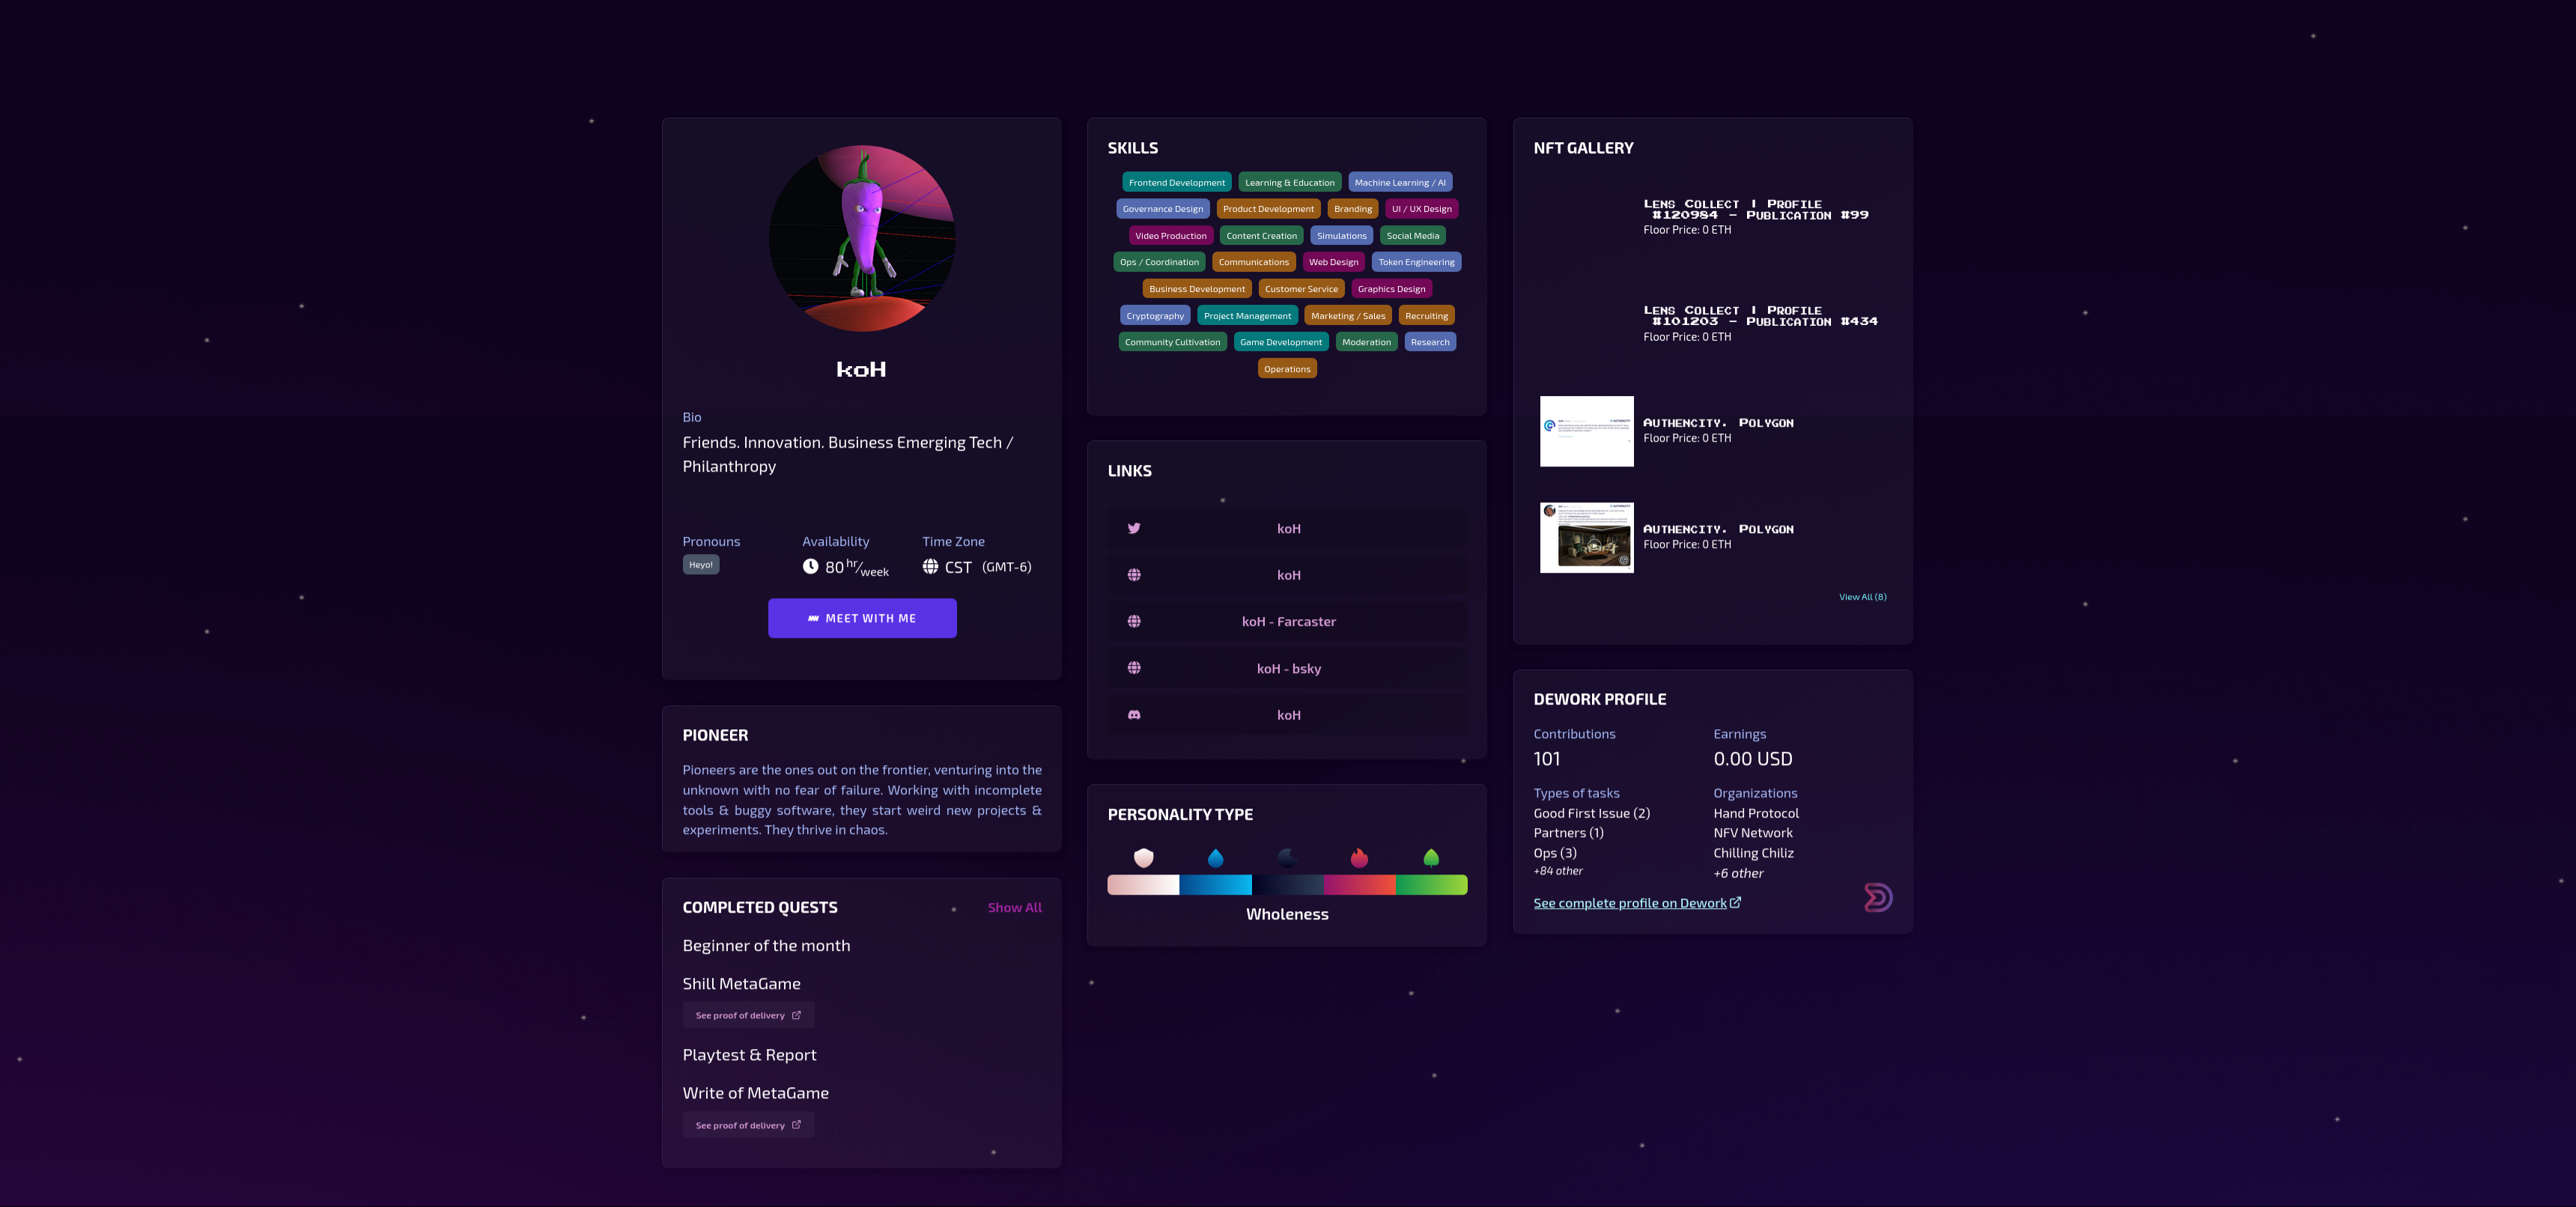 koH
Bio
Friends. Innovation. Business Emerging Tech /
Philanthropy
Pronouns
Heyo!
Availability
80 hr/week
Time Zone
CST (GMT-6)
MEET WITH ME
PIONEER
Pioneers are the ones out on the frontier, venturing into the
unknown with no fear of failure. Working with incomplete
tools & buggy software, they start weird new projects &
experiments. They thrive in chaos.
COMPLETED QUESTS
Show All
Beginner of the month
Shill MetaGame
See proof of delivery
Playtest & Report
Write of MetaGame
See proof of delivery
SKILLS
Frontend Development Learning & Education Machine Learning / AI
Governance Design Product Development Branding UI / UX Design
Video Production Content Creation Simulations Social Media
Ops / Coordination Communications Web Design Token Engineering
Business Development Customer Service Graphics Design
Cryptography Project Management Marketing / Sales Recruiting
Community Cultivation Game Development Moderation Research
Operations
LINKS
koH
koH
koH - Farcaster
koH - bsky
koH
PERSONALITY TYPE
Wholeness
NFT GALLERY
Lens Collect | Profile
#120984 - Publication #99
Floor Price: 0 ETH
Lens Collect | Profile
#101203 - Publication #434
Floor Price: 0 ETH
Authencity. Polygon
Floor Price: 0 ETH
Authencity. Polygon
Floor Price: 0 ETH
View All (8)
DEWORK PROFILE
Contributions
101
Earnings
0.00 USD
Types of tasks
Good First Issue (2)
Partners (1)
Ops (3)
+84 other
Organizations
Hand Protocol
NFV Network
Chilling Chiliz
+6 other
See complete profile on Dework